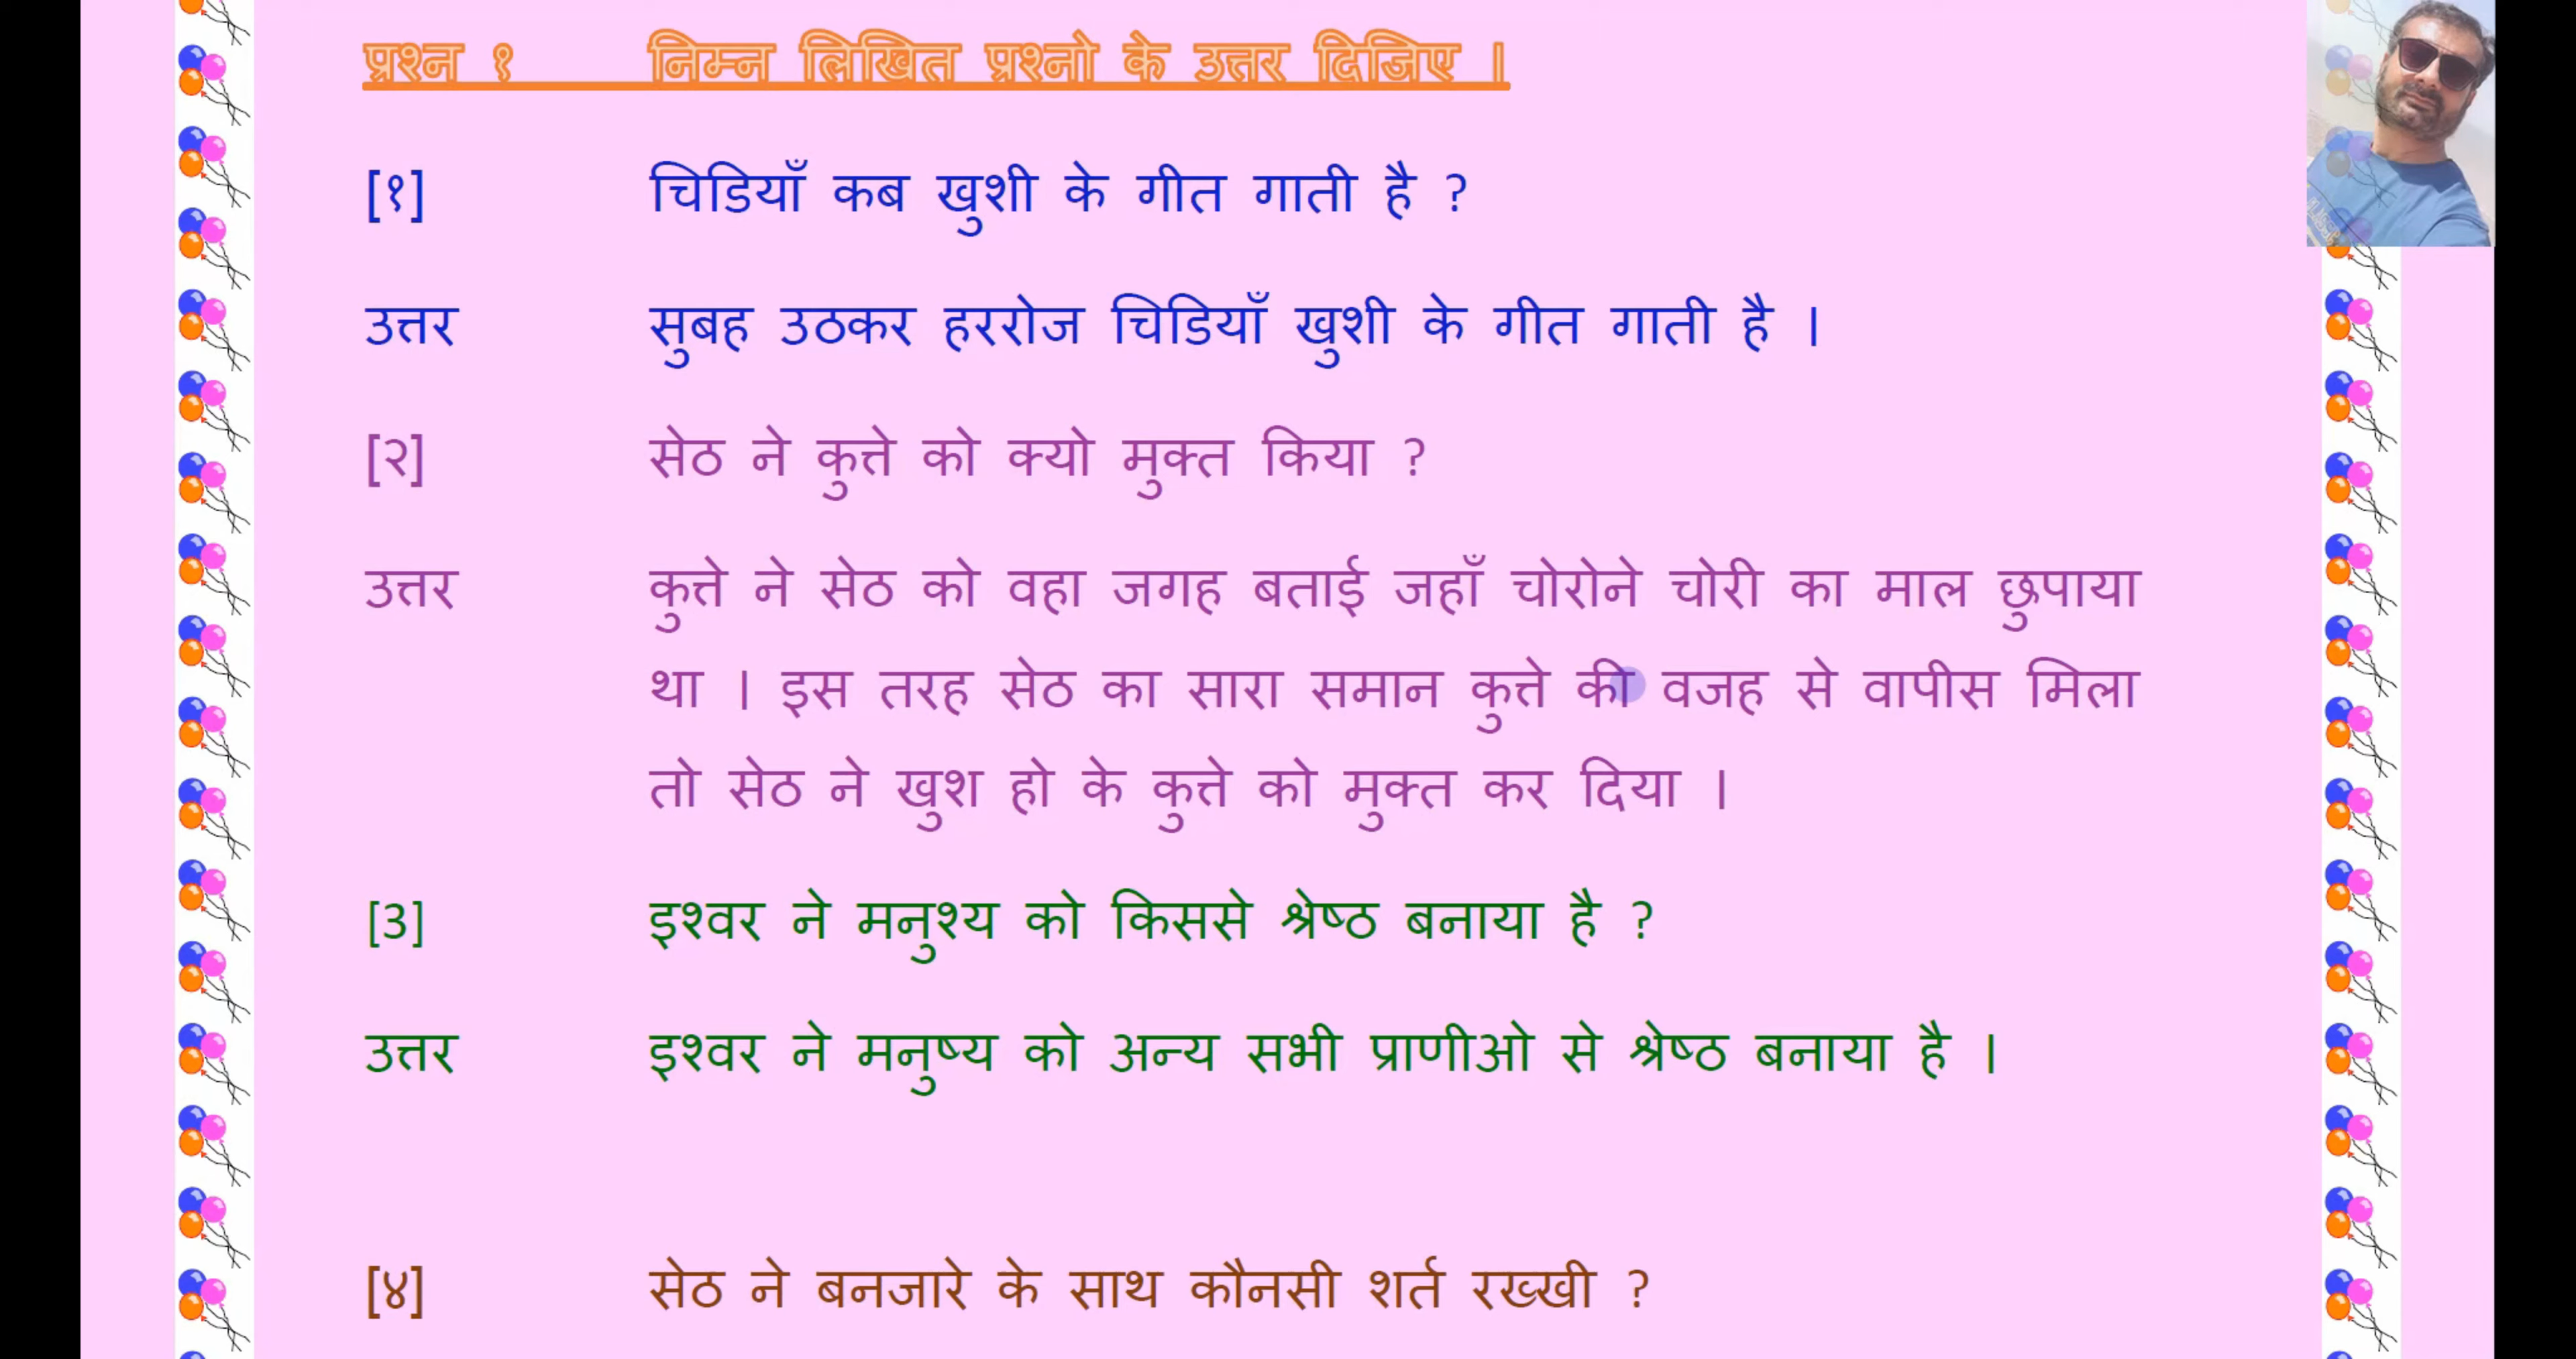 प्रश्न १ निम्न लिखित प्रश्नो के उत्तर दिजिए ।
[१] चिडियाँ कब खुशी के गीत गाती है ?
उत्तर सुबह उठकर हररोज चिडियाँ खुशी के गीत गाती है ।
[२] सेठ ने कुत्ते को क्यो मुक्त किया ?
उत्तर कुत्ते ने सेठ को वहा जगह बताई जहाँ चोरोने चोरी का माल छुपाया
था । इस तरह सेठ का सारा समान कुत्ते की वजह से वापीस मिला
तो सेठ ने खुश हो के कुत्ते को मुक्त कर दिया ।
[3] इश्वर ने मनुश्य को किससे श्रेष्ठ बनाया है ?
उत्तर इश्वर ने मनुष्य को अन्य सभी प्राणीओ से श्रेष्ठ बनाया है ।
[४] सेठ ने बनजारे के साथ कौनसी शर्त रख्खी ?